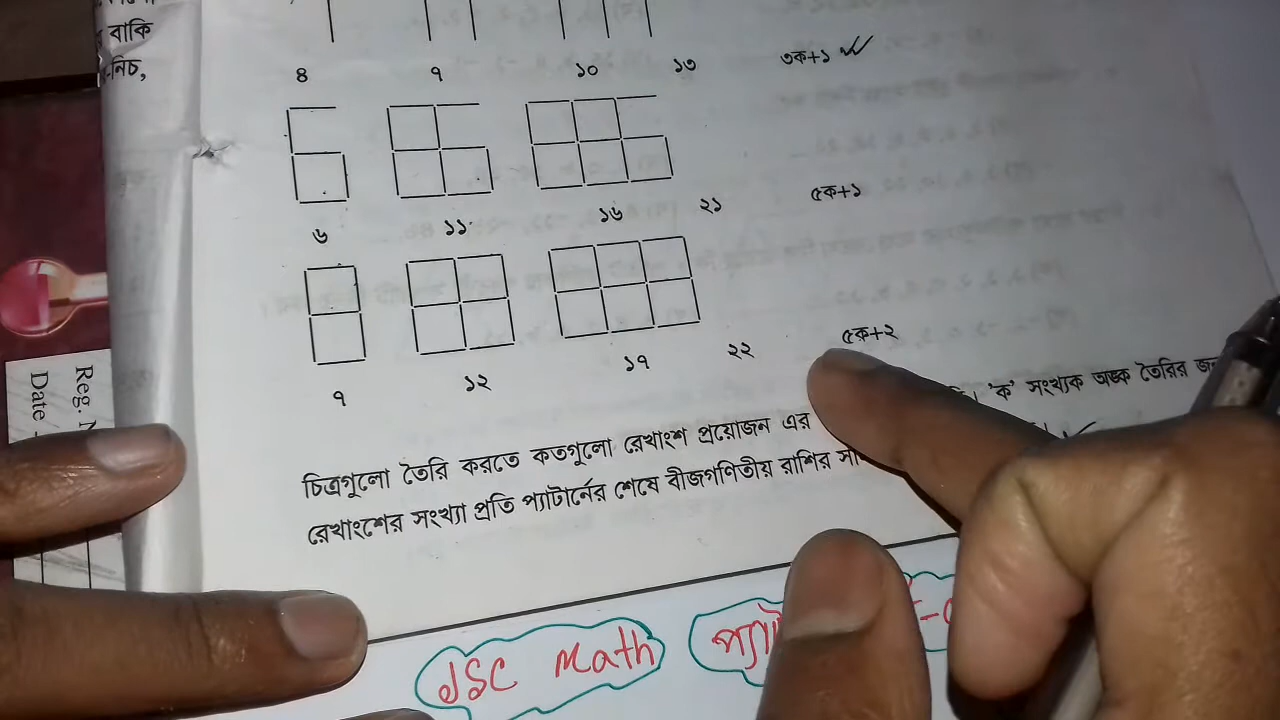 বাকি
নিচ,
৪ ৭ ১০ ১৩ ৩ক+১
৬ ১১ ১৬ ২১ ৫ক+১
৭ ১২ ১৭ ২২ ৫ক+২
চিত্রগুলো তৈরি করতে কতগুলো রেখাংশ প্রয়োজন এর 'ক' সংখ্যক অঙ্ক তৈরির
রেখাংশের সংখ্যা প্রতি প্যাটার্নের শেষে বীজগণিতীয় রাশির
Reg.
Date
JSC Math